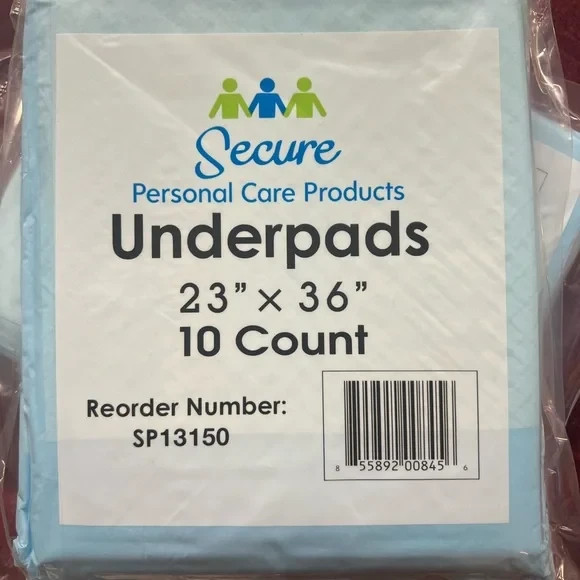 Secure
Personal Care Products
Underpads
23” × 36”
10 Count
Reorder Number:
SP13150
8 55892 00845 6